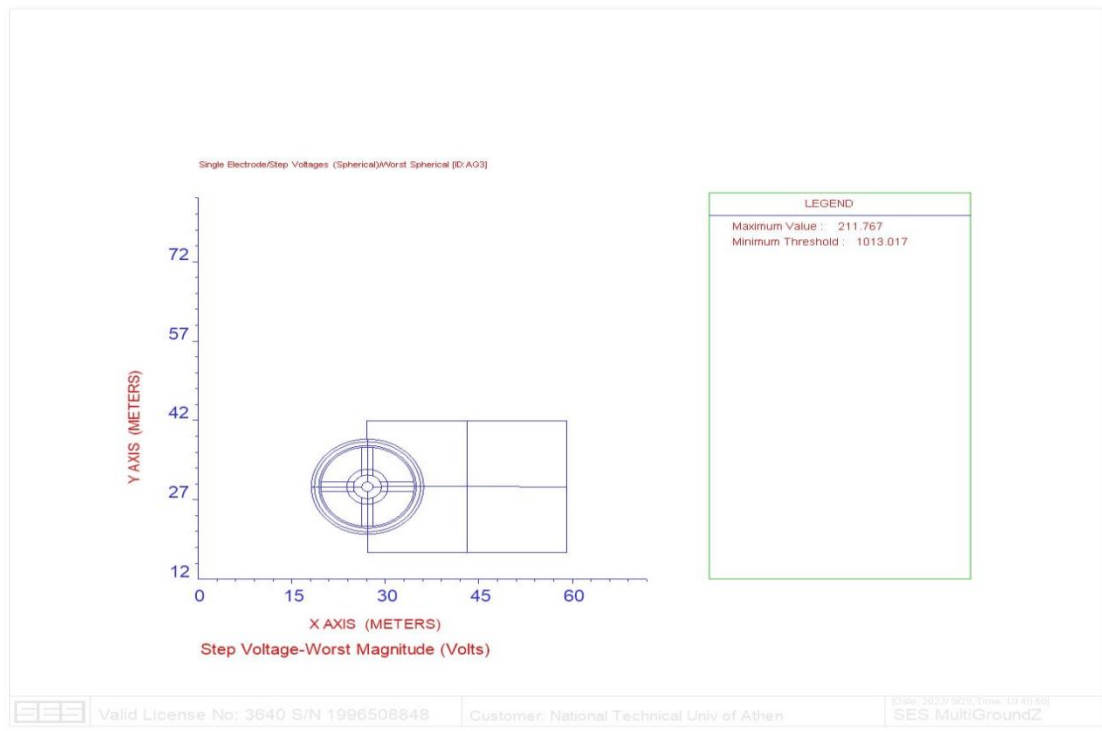 Single Electrode/Step Voltages (Spherical)/Worst Spherical [ID:AG3]
LEGEND
Maximum Value : 211.767
Minimum Threshold : 1013.017
72
57
42
27
12
Y AXIS (METERS)
0 15 30 45 60
X AXIS (METERS)
Step Voltage-Worst Magnitude (Volts)
SES
Valid License No: 3640 S/N 1996508848
Customer: National Technical Univ of Athen
SES MultiGroundZ